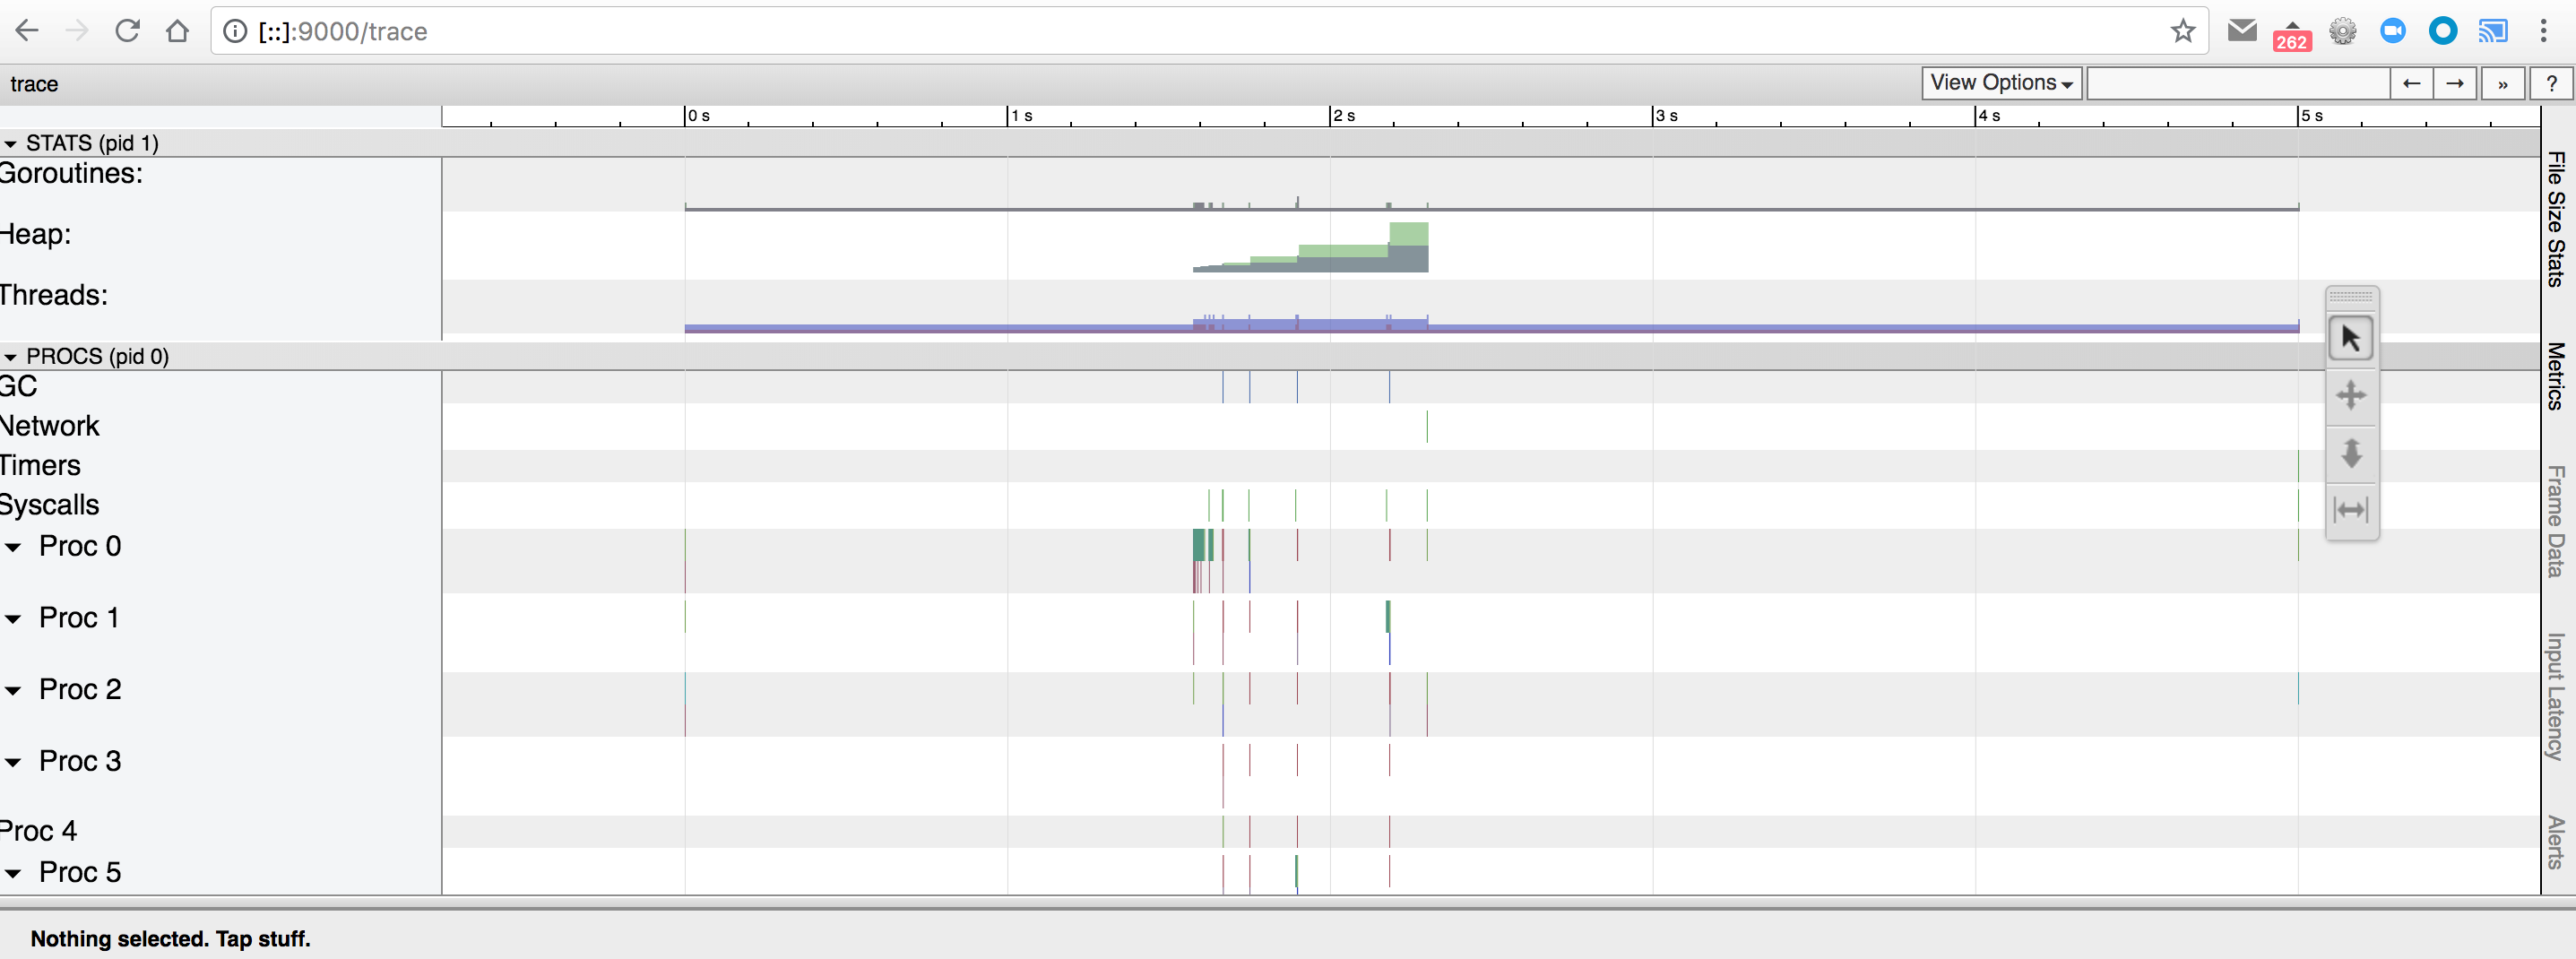 [::]:9000/trace
262
trace
View Options
← → » ?
0 s 1 s 2 s 3 s 4 s 5 s
STATS (pid 1)
Goroutines:
Heap:
Threads:
PROCS (pid 0)
GC
Network
Timers
Syscalls
Proc 0
Proc 1
Proc 2
Proc 3
Proc 4
Proc 5
File Size Stats
Metrics
Frame Data
Input Latency
Alerts
Nothing selected. Tap stuff.